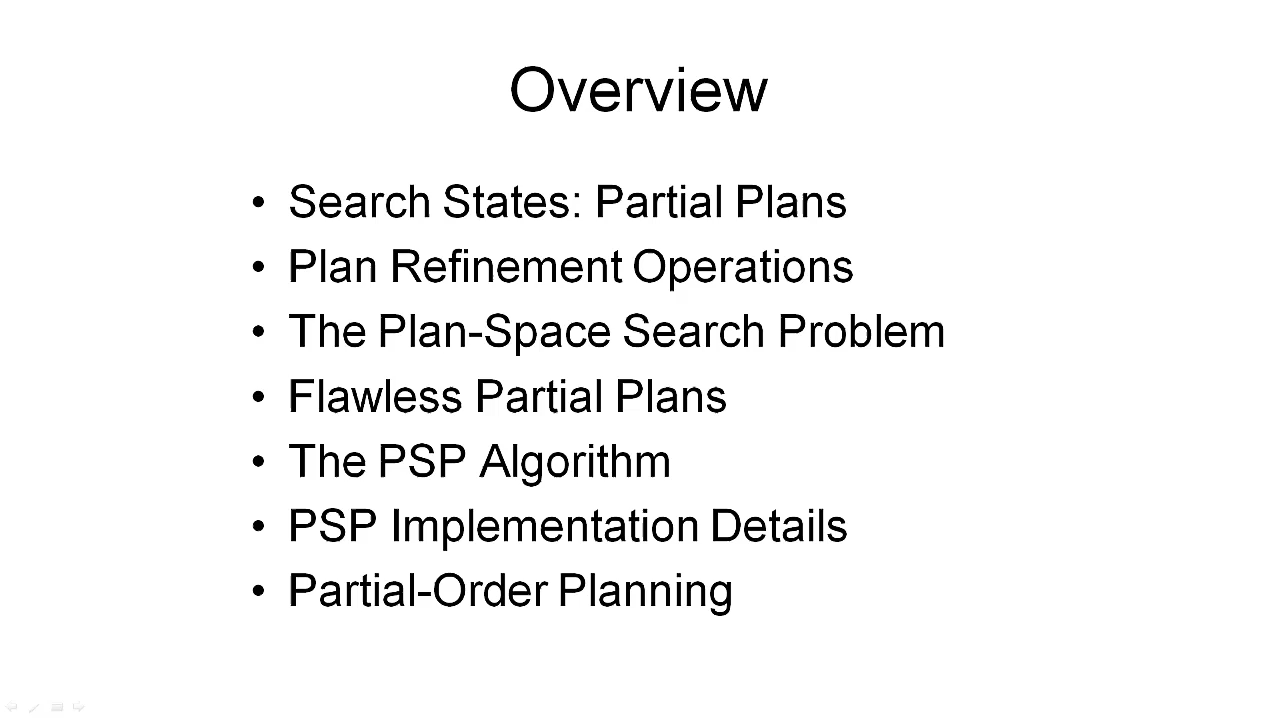 Overview
• Search States: Partial Plans
• Plan Refinement Operations
• The Plan-Space Search Problem
• Flawless Partial Plans
• The PSP Algorithm
• PSP Implementation Details
• Partial-Order Planning